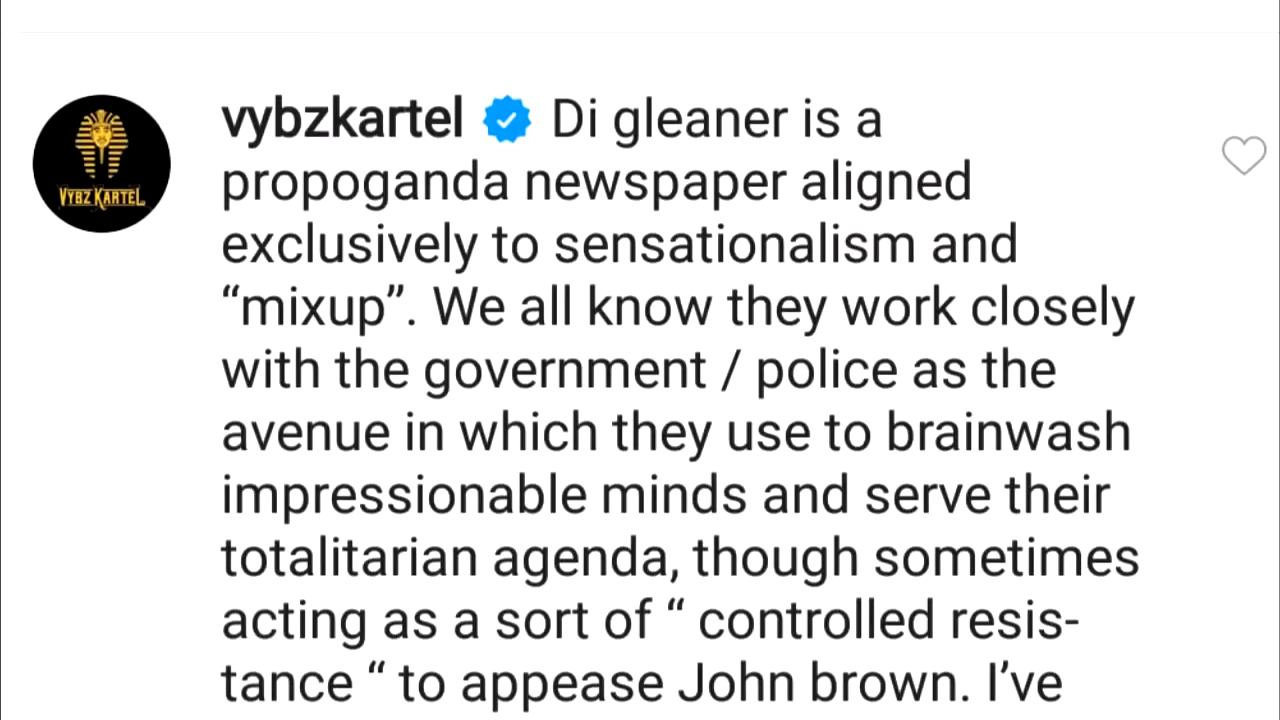 vybzkartel Di gleaner is a
propoganda newspaper aligned
exclusively to sensationalism and
“mixup”. We all know they work closely
with the government / police as the
avenue in which they use to brainwash
impressionable minds and serve their
totalitarian agenda, though sometimes
acting as a sort of “ controlled resis-
tance “ to appease John brown. I’ve
VYBZ KARTEL